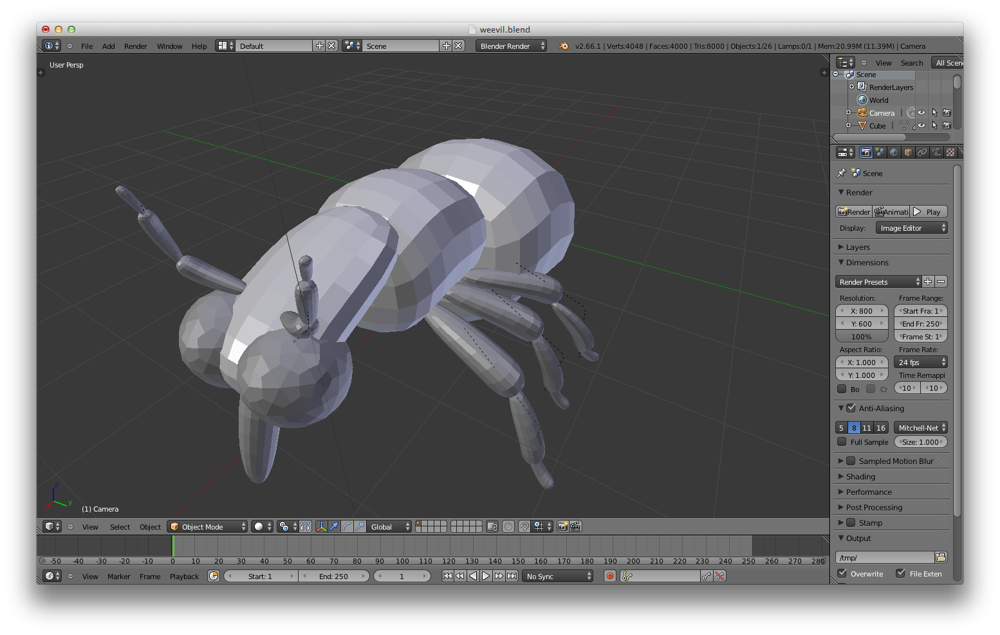 weevil.blend
File Add Render Window Help Default Scene Blender Render v2.66.1 | Verts:4048 | Faces:4000 | Tris:8000 | Objects:1/26 | Lamps:0/1 | Mem:20.99M (11.39M) | Camera
User Persp
z
y
(1) Camera
View Select Object Object Mode Global
-50 -40 -30 -20 -10 0 10 20 30 40 50 60 70 80 90 100 110 120 130 140 150 160 170 180 190 200 210 220 230 240 250 260 270 280
View Marker Frame Playback Start: 1 End: 250 1 No Sync
View Search All Scen
Scene
RenderLayers
World
Camera |
Cube |
Scene
Render
Render Animati Play
Display: Image Editor
Layers
Dimensions
Render Presets
Resolution: Frame Range:
X: 800 Start Fra: 1
Y: 600 End Fr: 250
100% Frame St: 1
Aspect Ratio: Frame Rate:
X: 1.000 24 fps
Y: 1.000 Time Remappi
Bo Cr 10 10
Anti-Aliasing
5 8 11 16 Mitchell-Net
Full Sample Size: 1.000
Sampled Motion Blur
Shading
Performance
Post Processing
Stamp
Output
/tmp/
Overwrite File Exten